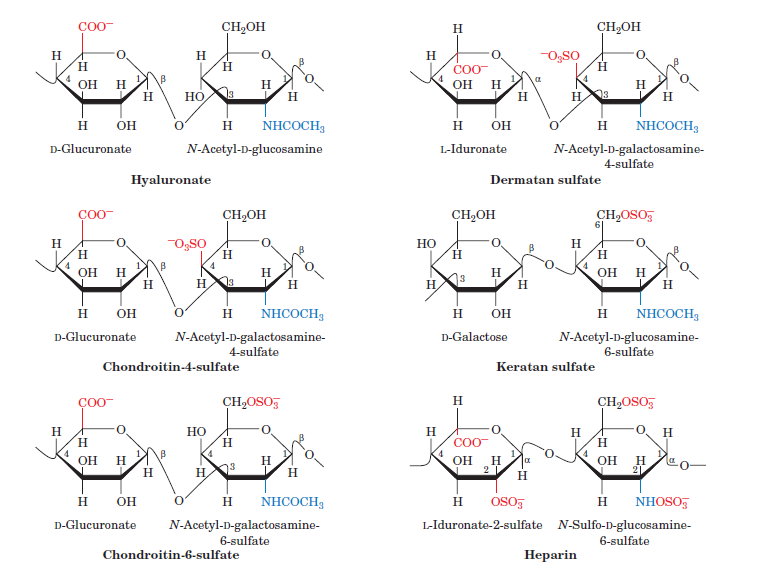 COO⁻ CH₂OH
H O H O β
H H O
4 OH H 1 β H 1
H HO 3 H
H OH O H NHCOCH₃
D-Glucuronate N-Acetyl-D-glucosamine
Hyaluronate
H CH₂OH
H O ⁻O₃SO O β
COO⁻ H O
4 OH H 1 α 4 H 1
H H 3 H
H OH O H NHCOCH₃
L-Iduronate N-Acetyl-D-galactosamine-
4-sulfate
Dermatan sulfate
COO⁻ CH₂OH
H O ⁻O₃SO O β
H H O
4 OH H 1 β 4 H 1
H H 3 H
H OH O H NHCOCH₃
D-Glucuronate N-Acetyl-D-galactosamine-
4-sulfate
Chondroitin-4-sulfate
CH₂OH CH₂OSO₃⁻
6
HO O β H O β
H O H O
3 H 4 OH H 1
H H H
H OH H NHCOCH₃
D-Galactose N-Acetyl-D-glucosamine-
6-sulfate
Keratan sulfate
COO⁻ CH₂OSO₃⁻
H O HO O β
H H O
4 OH H 1 β 4 H 1
H H 3 H
H OH O H NHCOCH₃
D-Glucuronate N-Acetyl-D-galactosamine-
6-sulfate
Chondroitin-6-sulfate
H CH₂OSO₃⁻
H O H O H
COO⁻ O H
4 OH H 1 α 4 OH H 1 α O
2 H 2
H OSO₃⁻ H NHOSO₃⁻
L-Iduronate-2-sulfate N-Sulfo-D-glucosamine-
6-sulfate
Heparin